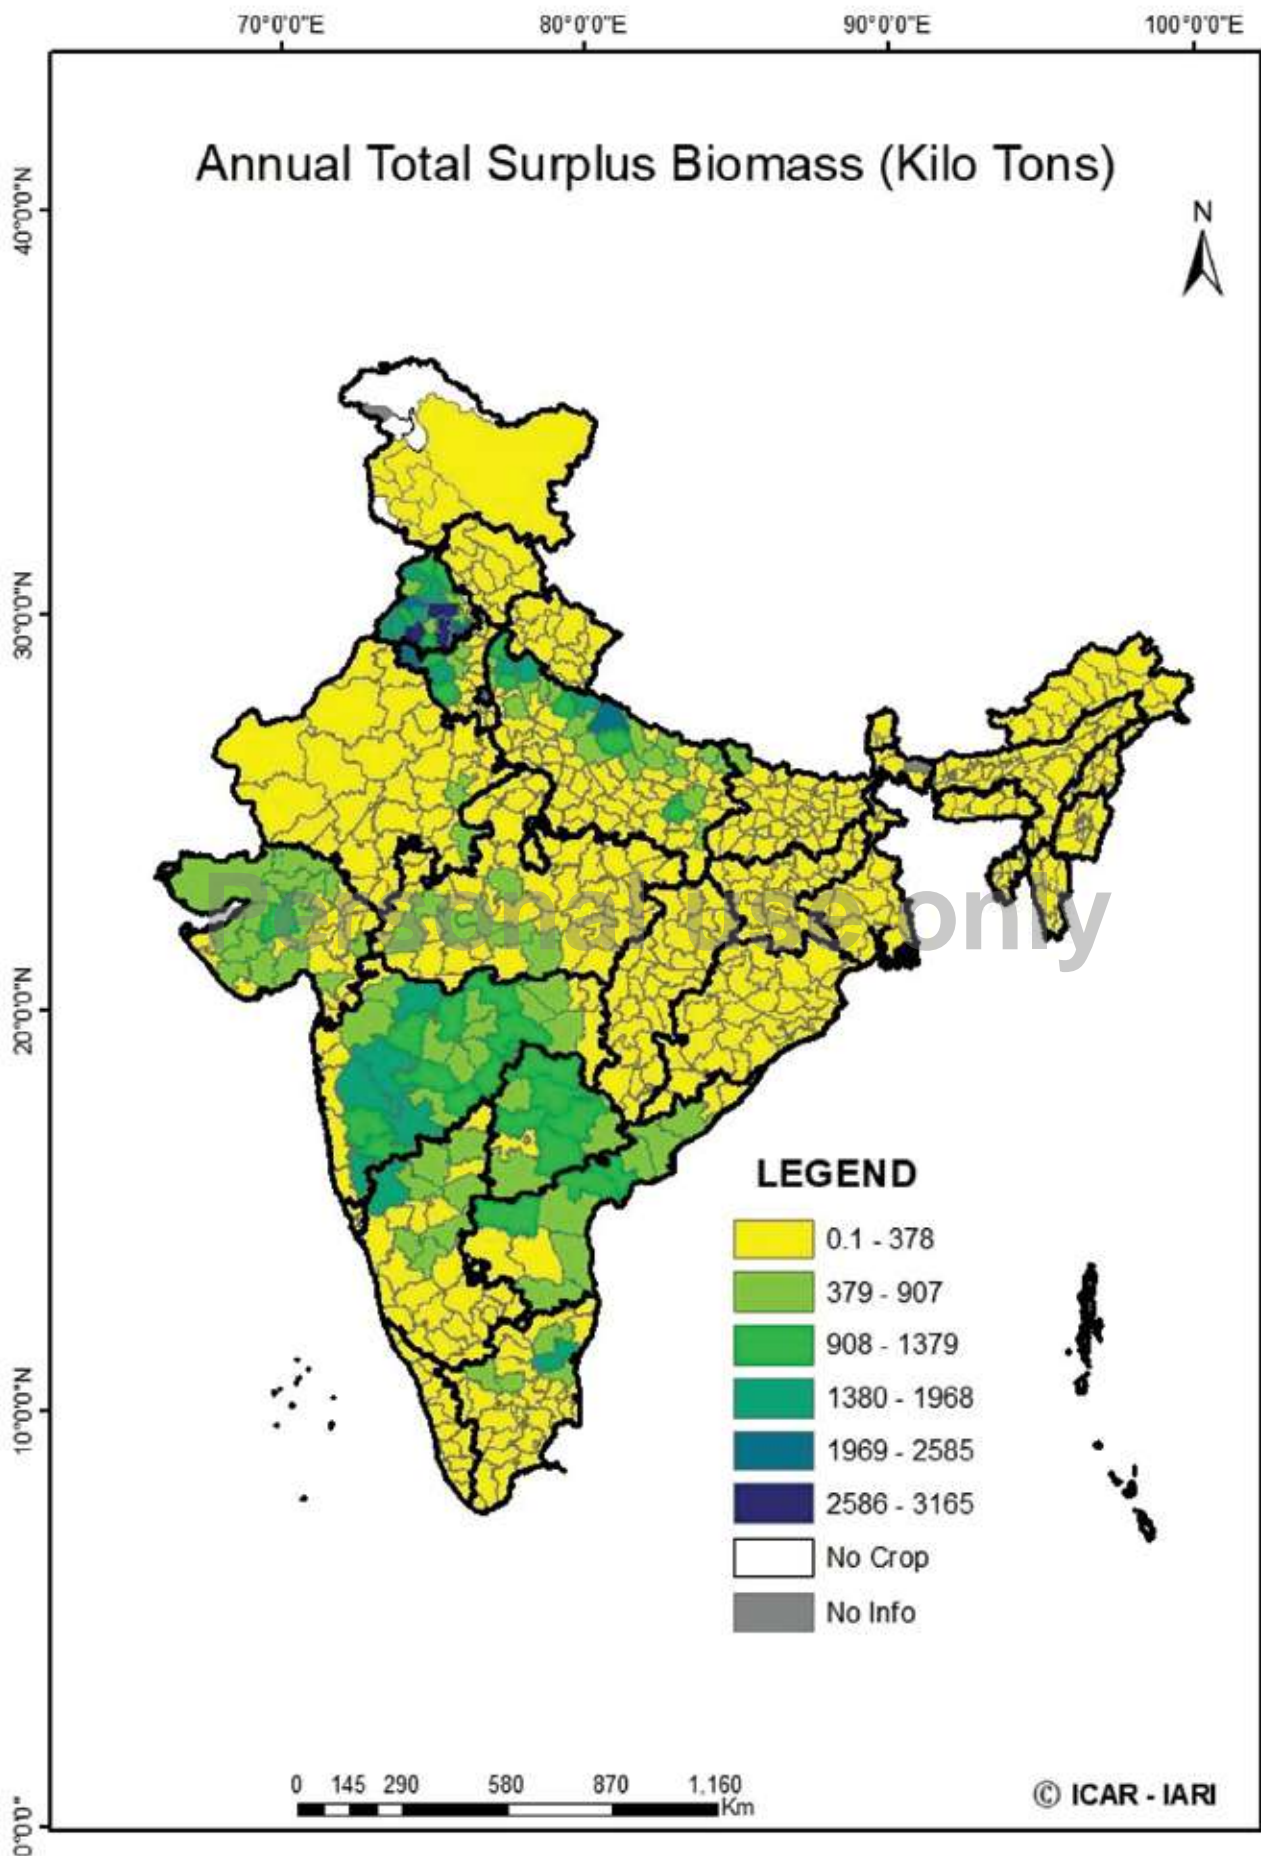 70°0'0"E 80°0'0"E 90°0'0"E 100°0'0"E
Annual Total Surplus Biomass (Kilo Tons)
N
40°0'0"N
30°0'0"N
20°0'0"N
10°0'0"N
0°0'0"
Personal use only
LEGEND
0.1 - 378
379 - 907
908 - 1379
1380 - 1968
1969 - 2585
2586 - 3165
No Crop
No Info
0 145 290 580 870 1,160
Km
© ICAR - IARI